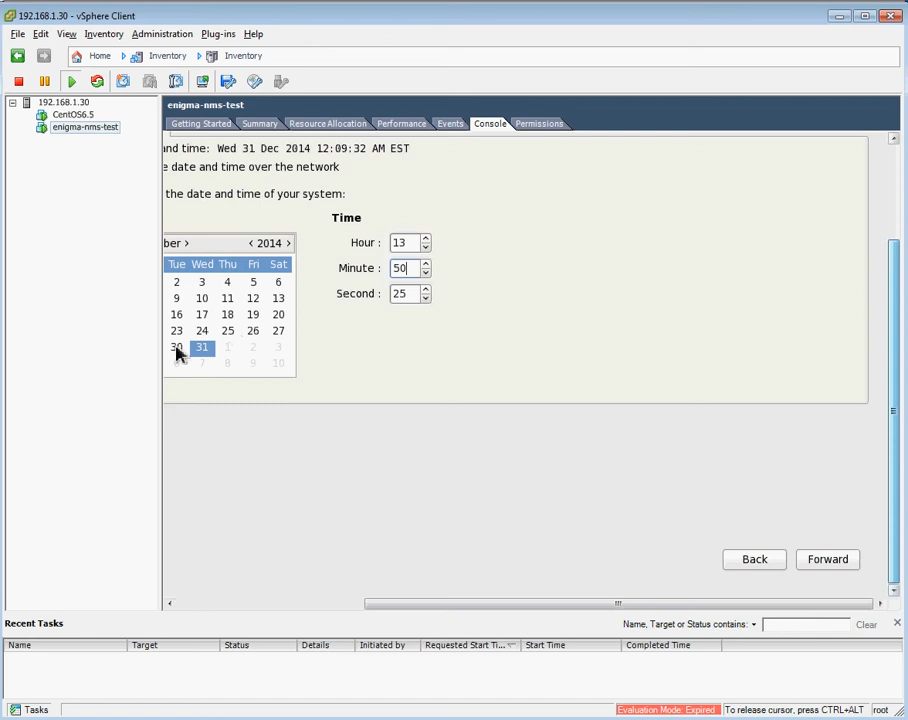 192.168.1.30 - vSphere Client
File Edit View Inventory Administration Plug-ins Help
Home Inventory Inventory
192.168.1.30
CentOS6.5
enigma-nms-test
enigma-nms-test
Getting Started Summary Resource Allocation Performance Events Console Permissions
and time: Wed 31 Dec 2014 12:09:32 AM EST
e date and time over the network
the date and time of your system:
Time
ber > < 2014 >
Hour : 13
Tue Wed Thu Fri Sat
Minute : 50
2 3 4 5 6
Second : 25
9 10 11 12 13
16 17 18 19 20
23 24 25 26 27
30 31 1 2 3
7 8 9 10
Back Forward
Recent Tasks
Name, Target or Status contains: Clear
Name Target Status Details Initiated by Requested Start Ti... Start Time Completed Time
Tasks Evaluation Mode: Expired To release cursor, press CTRL+ALT root